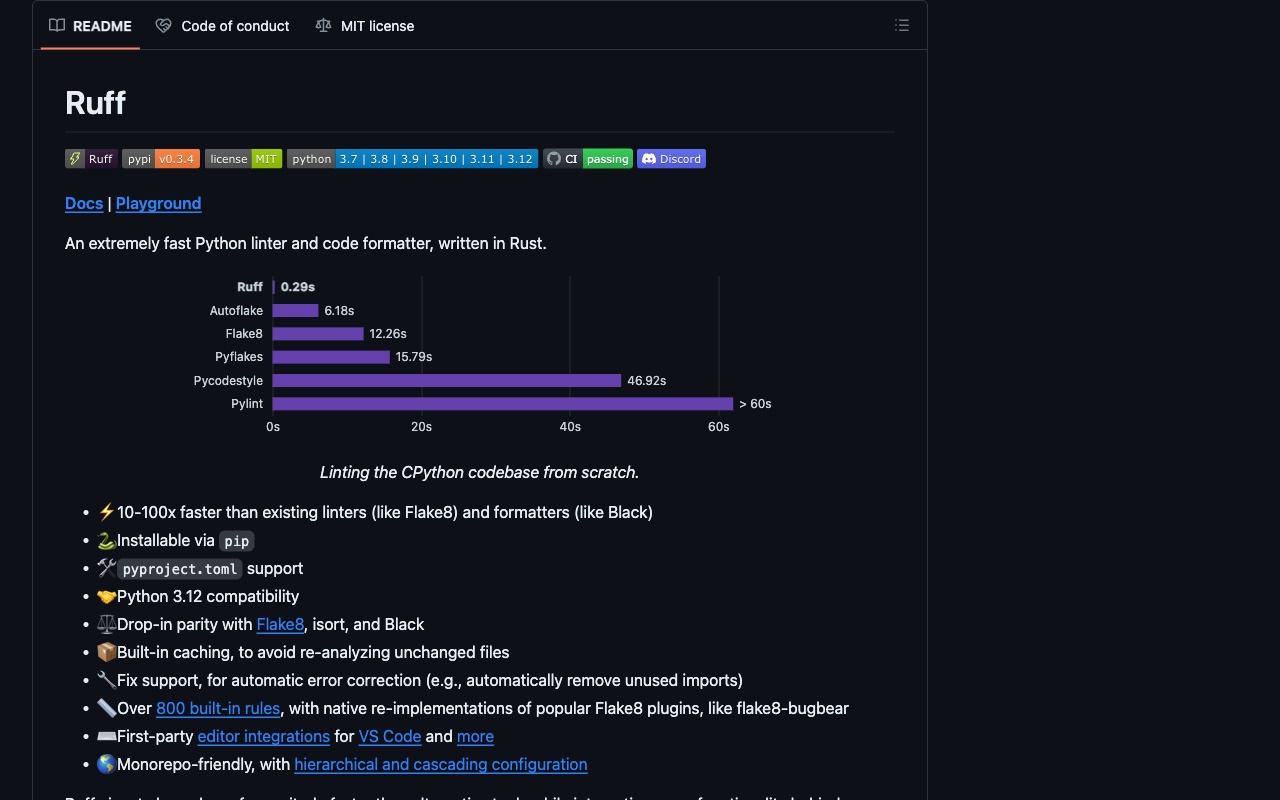 README Code of conduct MIT license
Ruff
Ruff pypi v0.3.4 license MIT python 3.7 | 3.8 | 3.9 | 3.10 | 3.11 | 3.12 CI passing Discord
Docs | Playground
An extremely fast Python linter and code formatter, written in Rust.
Ruff 0.29s
Autoflake 6.18s
Flake8 12.26s
Pyflakes 15.79s
Pycodestyle 46.92s
Pylint > 60s
0s 20s 40s 60s
Linting the CPython codebase from scratch.
• ⚡10-100x faster than existing linters (like Flake8) and formatters (like Black)
• 🐍Installable via pip
• 🛠pyproject.toml support
• 🤝Python 3.12 compatibility
• ⚖Drop-in parity with Flake8, isort, and Black
• 📦Built-in caching, to avoid re-analyzing unchanged files
• 🔧Fix support, for automatic error correction (e.g., automatically remove unused imports)
• 📏Over 800 built-in rules, with native re-implementations of popular Flake8 plugins, like flake8-bugbear
• ⌨First-party editor integrations for VS Code and more
• 🌎Monorepo-friendly, with hierarchical and cascading configuration